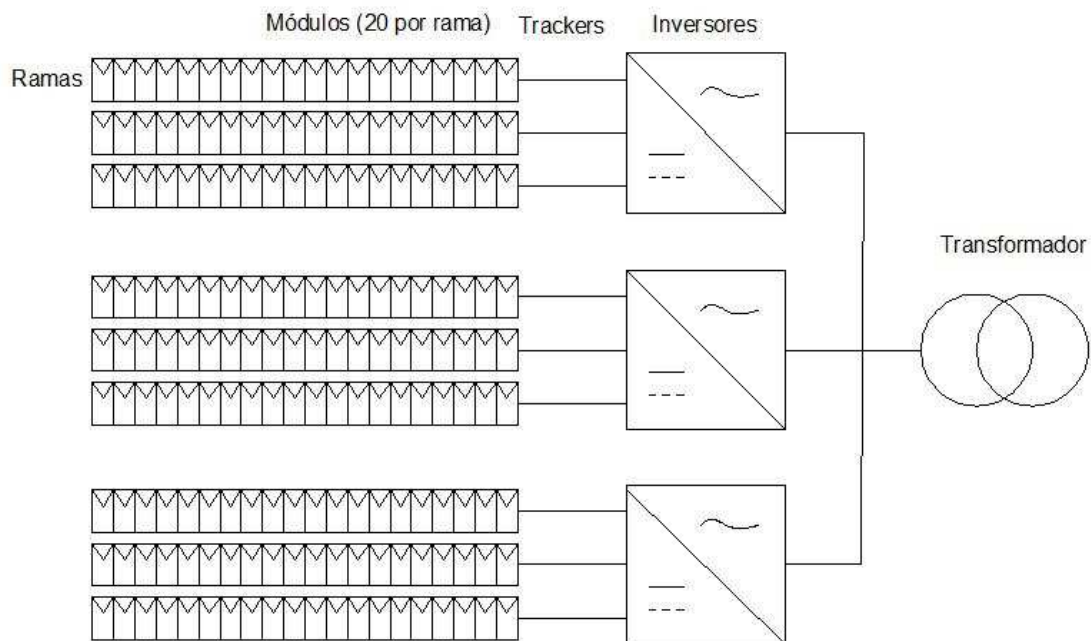 Módulos (20 por rama)
Trackers
Inversores
Ramas
Transformador